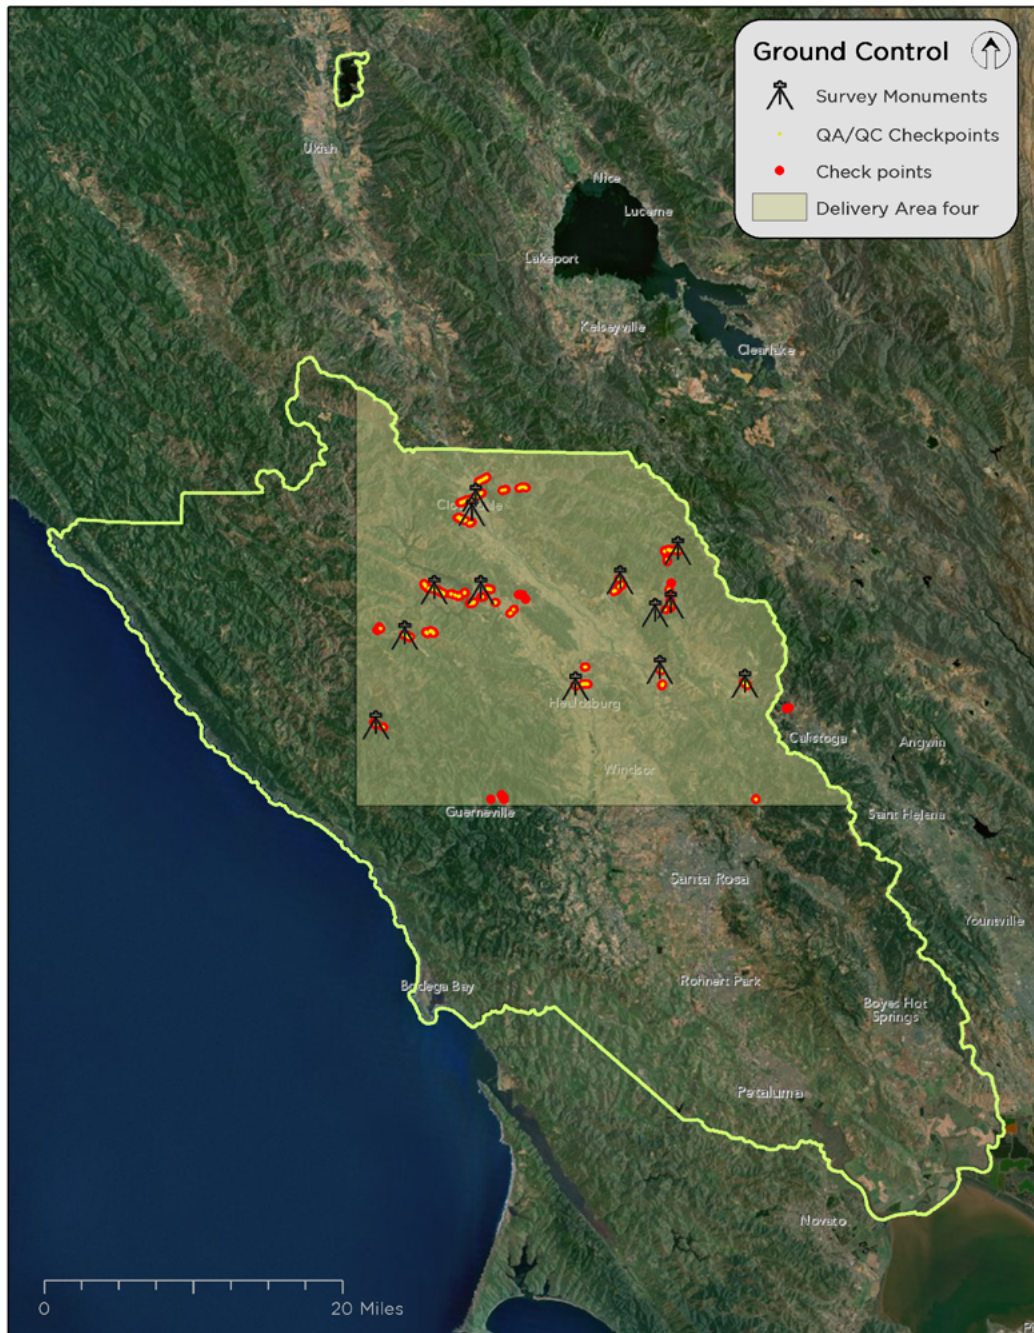 Ground Control
Survey Monuments
QA/QC Checkpoints
Check points
Delivery Area four
Ukiah
Nice
Lucerne
Lakeport
Kelseyville
Clearlake
Healdsburg
Calistoga
Angwin
Windsor
Guerneville
Saint Helena
Santa Rosa
Yountville
Rohnert Park
Bodega Bay
Boyes Hot
Springs
Petaluma
Novato
0
20 Miles